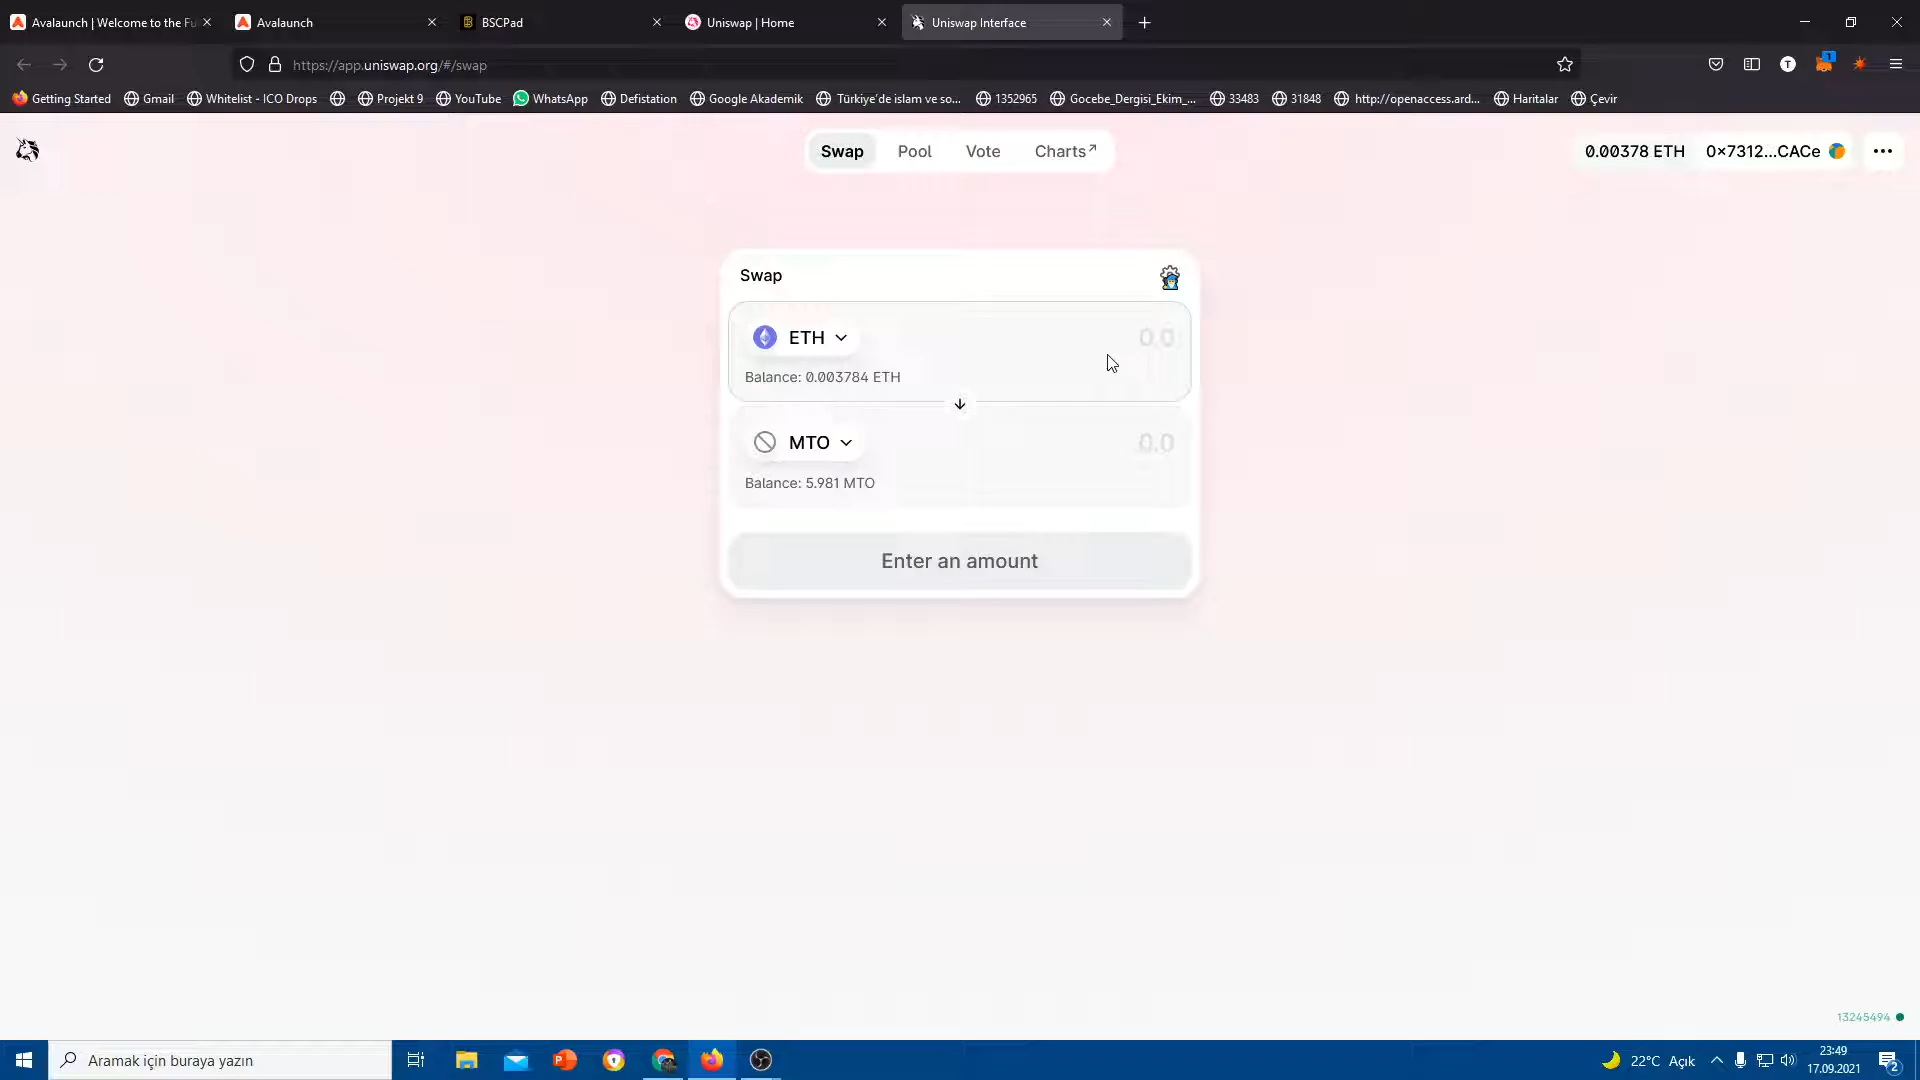 Avalaunch | Welcome to the Fu
Avalaunch
BSCPad
Uniswap | Home
Uniswap Interface
https://app.uniswap.org/#/swap
T
1
Getting Started
Gmail
Whitelist - ICO Drops
Projekt 9
YouTube
WhatsApp
Defistation
Google Akademik
Türkiye'de islam ve so...
1352965
Gocebe_Dergisi_Ekim_...
33483
31848
http://openaccess.ard...
Haritalar
Çevir
Swap
Pool
Vote
Charts↗
0.00378 ETH
0x7312...CACe
Swap
ETH
0.0
Balance: 0.003784 ETH
MTO
0.0
Balance: 5.981 MTO
Enter an amount
13245494
Aramak için buraya yazın
22°C Açık
23:49
17.09.2021
2